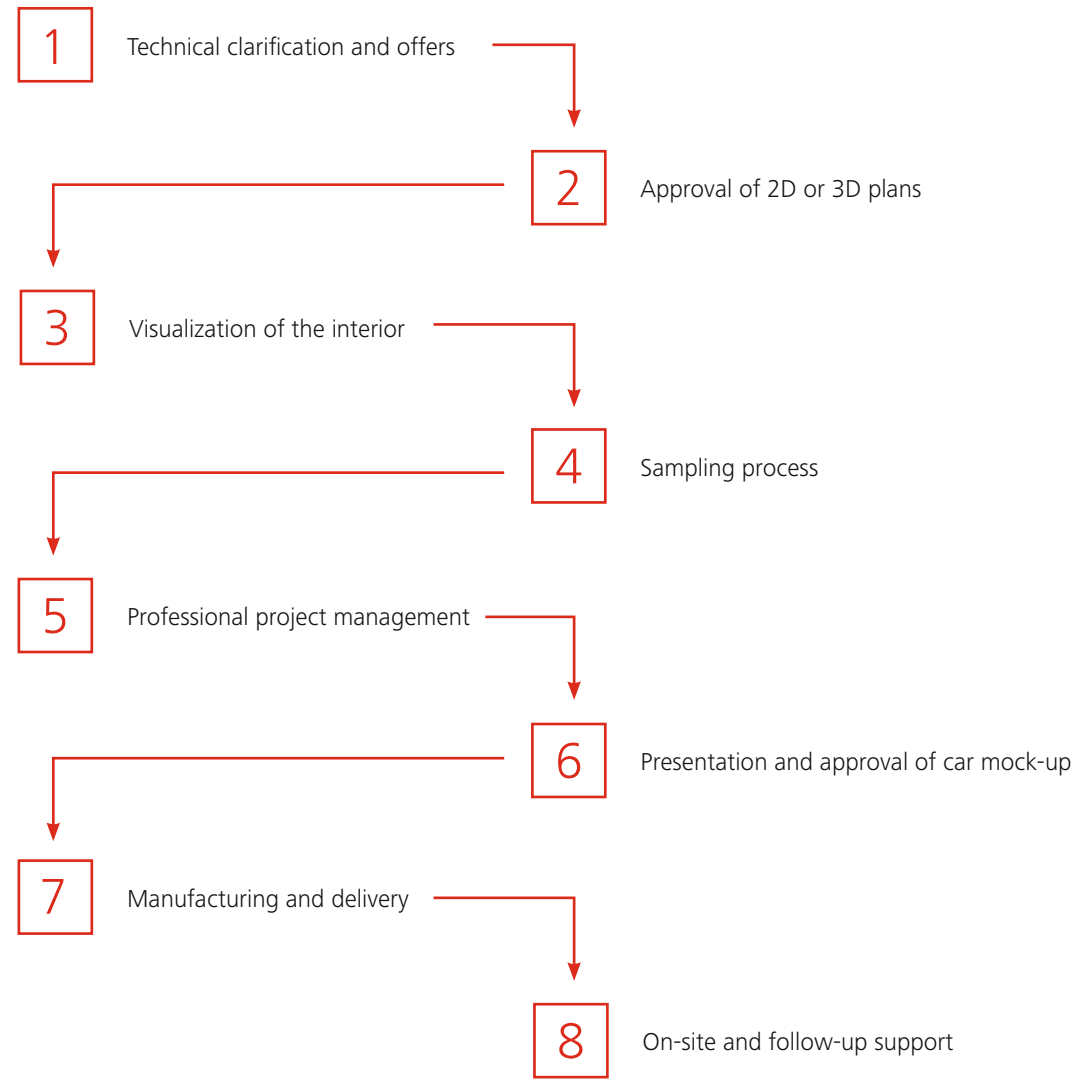 1
Technical clarification and offers
2
Approval of 2D or 3D plans
3
Visualization of the interior
4
Sampling process
5
Professional project management
6
Presentation and approval of car mock-up
7
Manufacturing and delivery
8
On-site and follow-up support